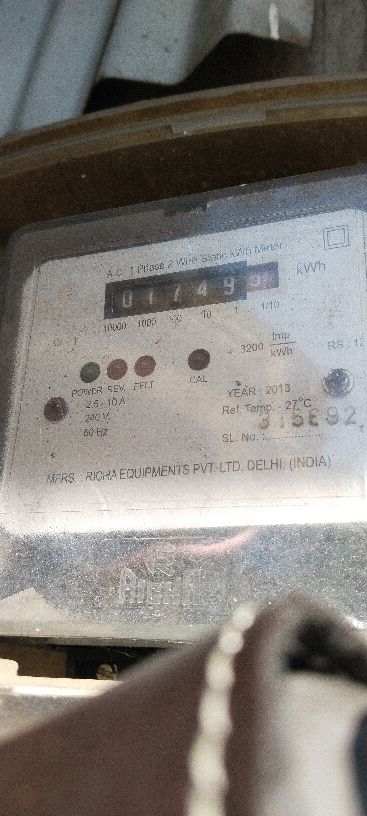 A.C. 1 Phase 2 Wire Static kWh Meter
01749 kWh
10000 1000 100 10 1 1/10
3200 Imp/kWh
POWER REV. E.F.LT CAL
2.5 - 10 A
240 V
50 Hz
YEARː 2013
Ref. Temp. - 27°C
SL. No.
MFRS. : RICHA EQUIPMENTS PVT. LTD. DELHI. (INDIA)